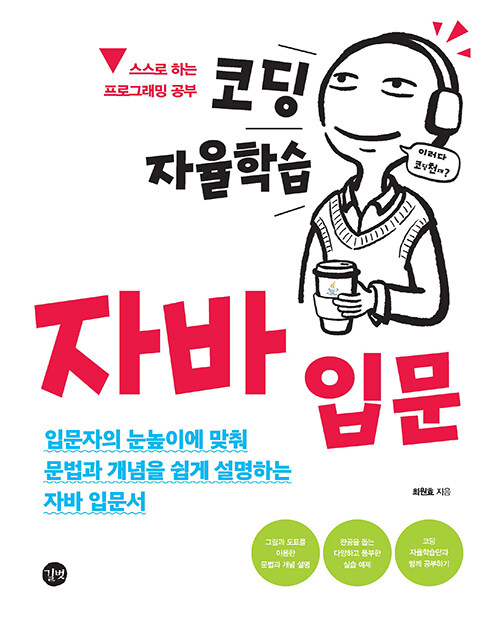 스스로 하는
프로그래밍 공부
코딩
자율학습
이러다
코딩천재?
자바
입문
입문자의 눈높이에 맞춰
문법과 개념을 쉽게 설명하는
자바 입문서
최원효 지음
그림과 도표를
이용한
문법과 개념 설명
완공을 돕는
다양하고 풍부한
실습 예제
코딩
자율학습단과
함께 공부하기
길벗